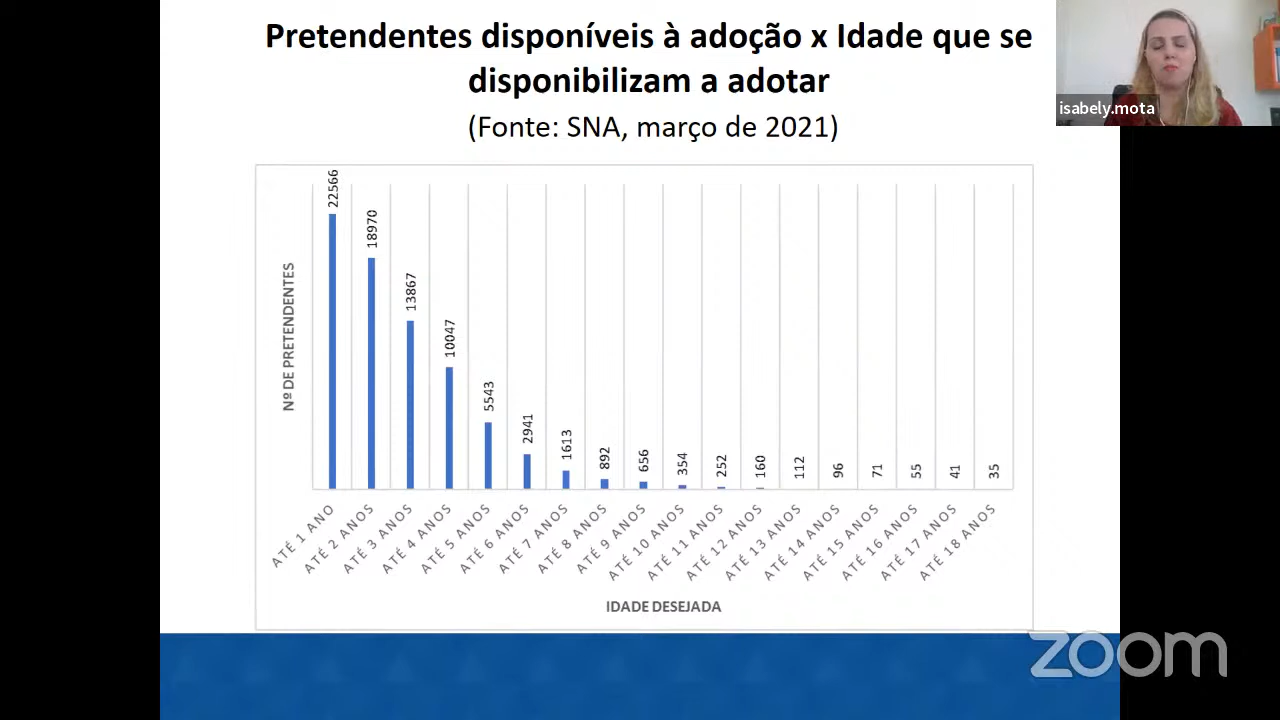 Pretendentes disponíveis à adoção x Idade que se
disponibilizam a adotar
(Fonte: SNA, março de 2021)
isabely.mota
Nº DE PRETENDENTES
22566
18970
13867
10047
5543
2941
1613
892
656
354
252
160
112
96
71
55
41
35
ATÉ 1 ANO
ATÉ 2 ANOS
ATÉ 3 ANOS
ATÉ 4 ANOS
ATÉ 5 ANOS
ATÉ 6 ANOS
ATÉ 7 ANOS
ATÉ 8 ANOS
ATÉ 9 ANOS
ATÉ 10 ANOS
ATÉ 11 ANOS
ATÉ 12 ANOS
ATÉ 13 ANOS
ATÉ 14 ANOS
ATÉ 15 ANOS
ATÉ 16 ANOS
ATÉ 17 ANOS
ATÉ 18 ANOS
IDADE DESEJADA
zoom